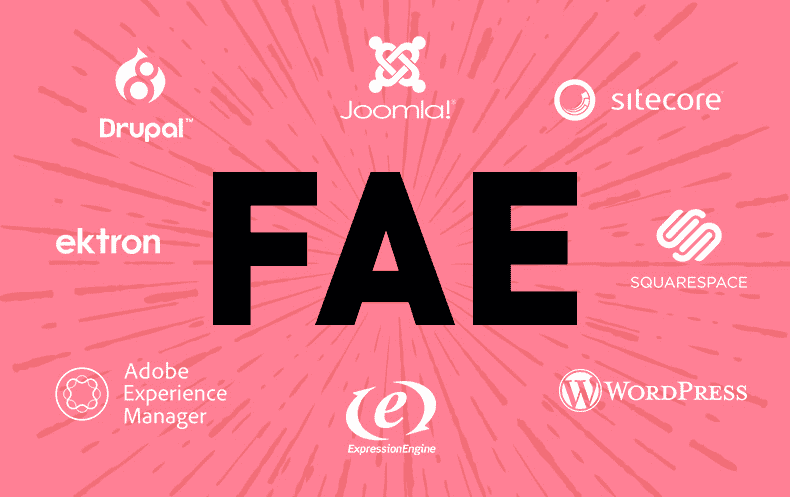 Drupal™
Joomla!®
sitecore
FAE
ektron
SQUARESPACE
Adobe
Experience
Manager
e
ExpressionEngine
W WORDPRESS